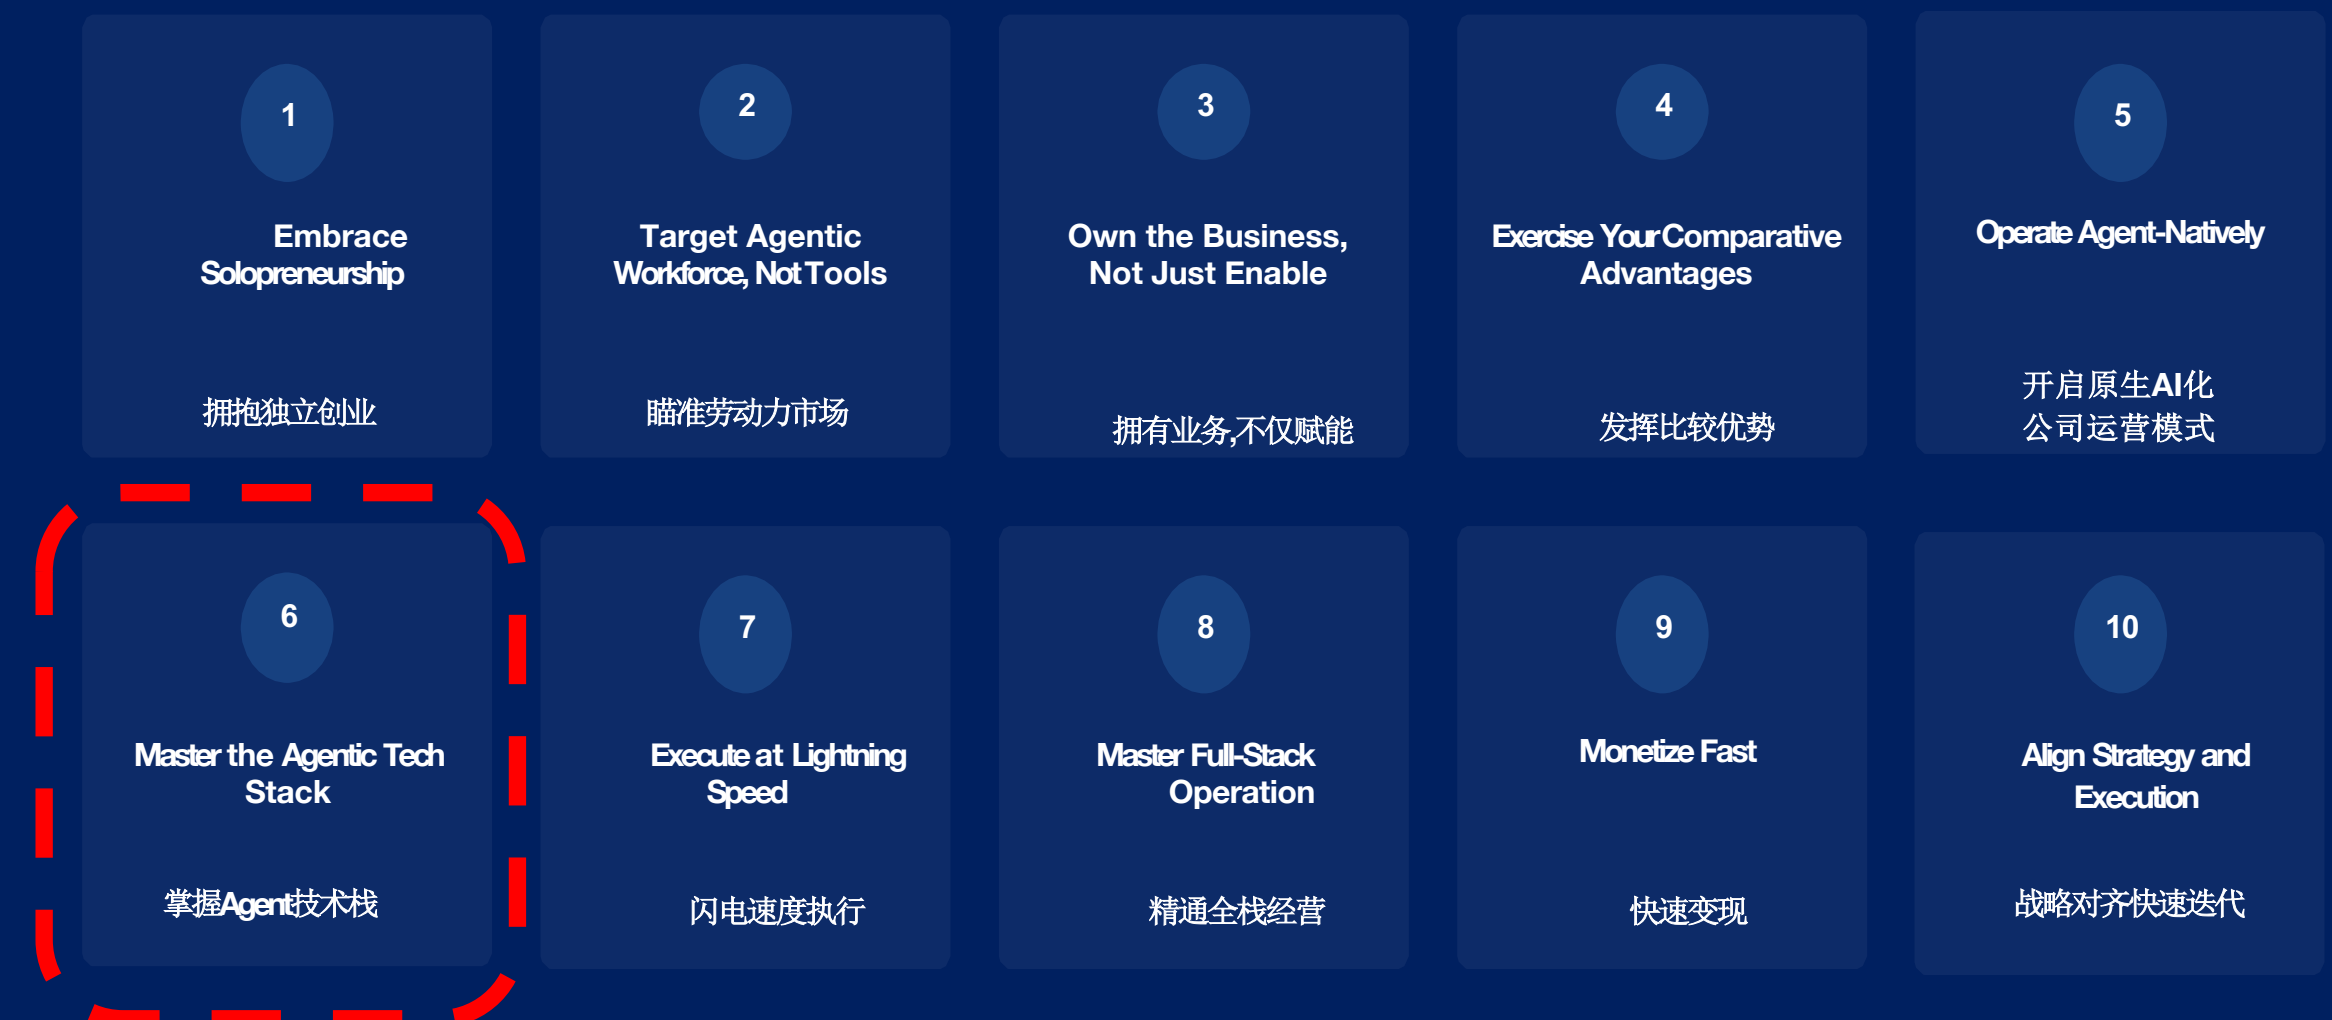 1
Embrace
Solopreneurship
拥抱独立创业
2
Target Agentic
Workforce, Not Tools
瞄准劳动力市场
3
Own the Business,
Not Just Enable
拥有业务,不仅赋能
4
Exercise Your Comparative
Advantages
发挥比较优势
5
Operate Agent-Natively
开启原生AI化
公司运营模式
6
Master the Agentic Tech
Stack
掌握Agent技术栈
7
Execute at Lightning
Speed
闪电速度执行
8
Master Full-Stack
Operation
精通全栈经营
9
Monetize Fast
快速变现
10
Align Strategy and
Execution
战略对齐快速迭代